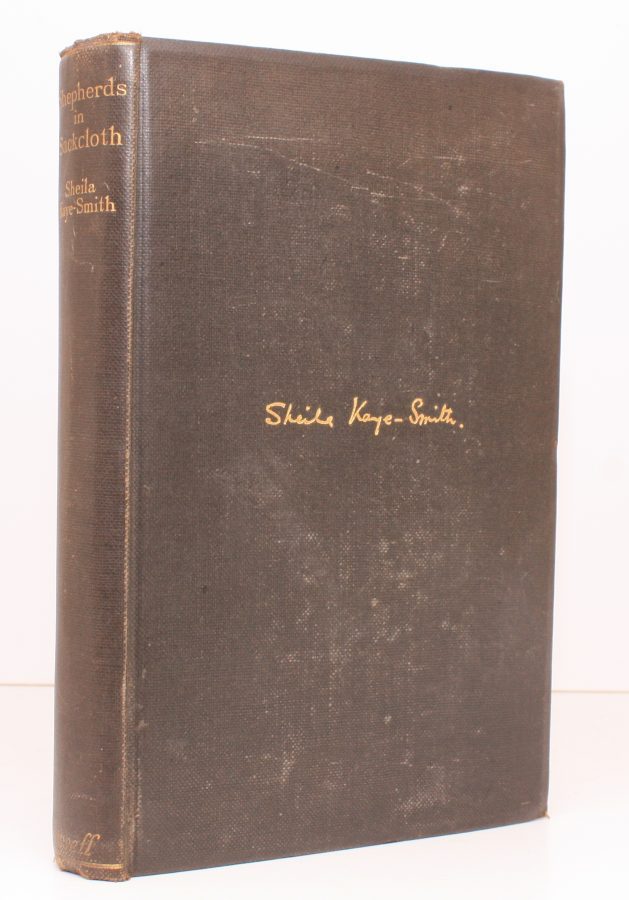 Shepherds
in
Sackcloth
Sheila
Kaye-Smith
Sheila Kaye-Smith.